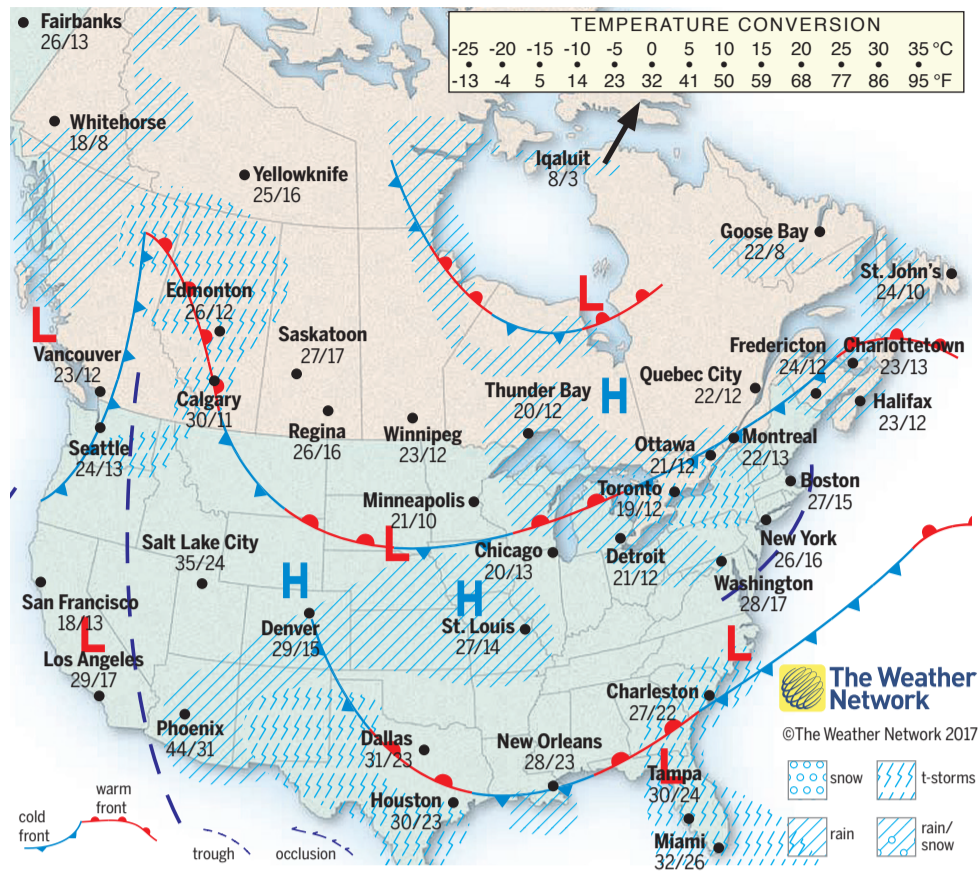 Fairbanks
26/13
TEMPERATURE CONVERSION
-25 -20 -15 -10 -5 0 5 10 15 20 25 30 35 °C
-13 -4 5 14 23 32 41 50 59 68 77 86 95 °F
Whitehorse
18/8
Yellowknife
25/16
Iqaluit
8/3
Goose Bay
22/8
St. John's
24/10
Edmonton
26/12
L
L
Saskatoon
27/17
Vancouver
23/12
Fredericton
24/12
Charlottetown
23/13
Calgary
30/11
Thunder Bay
20/12
H
Quebec City
22/12
Halifax
23/12
Regina
26/16
Winnipeg
23/12
Seattle
24/13
Ottawa
21/12
Montreal
22/13
Minneapolis
21/10
Toronto
19/12
Boston
27/15
Salt Lake City
35/24
L
Chicago
20/13
Detroit
21/12
New York
26/16
H
H
Washington
28/17
San Francisco
18/13
Denver
29/15
St. Louis
27/14
L
L
Los Angeles
29/17
Charleston
27/22
The Weather
Network
©The Weather Network 2017
Phoenix
44/31
Dallas
31/23
New Orleans
28/23
L
Tampa
30/24
Houston
30/23
Miami
32/26
snow
t-storms
rain
rain/
snow
cold
front
warm
front
trough
occlusion